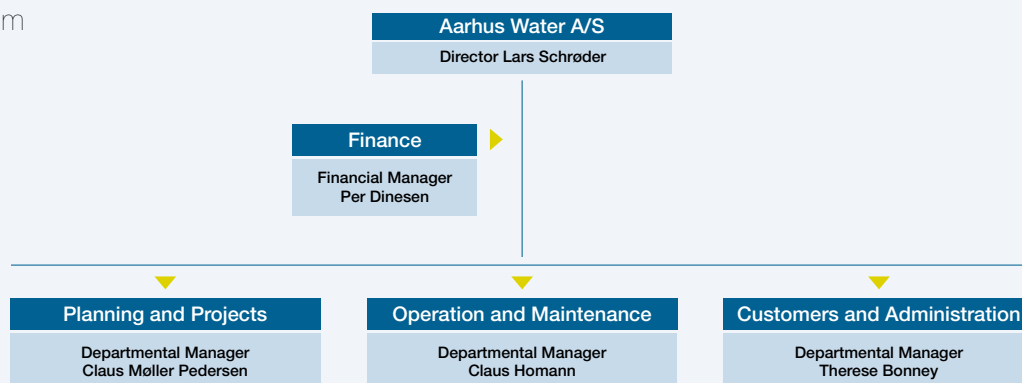 m
Aarhus Water A/S
Director Lars Schrøder
Finance
Financial Manager
Per Dinesen
Planning and Projects
Departmental Manager
Claus Møller Pedersen
Operation and Maintenance
Departmental Manager
Claus Homann
Customers and Administration
Departmental Manager
Therese Bonney